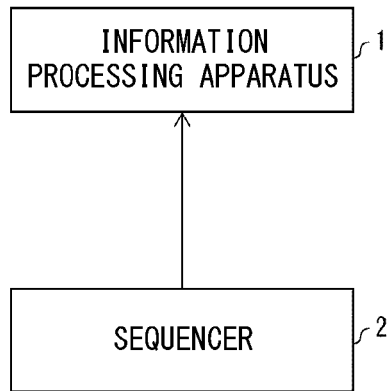 INFORMATION
PROCESSING APPARATUS
1
SEQUENCER
2